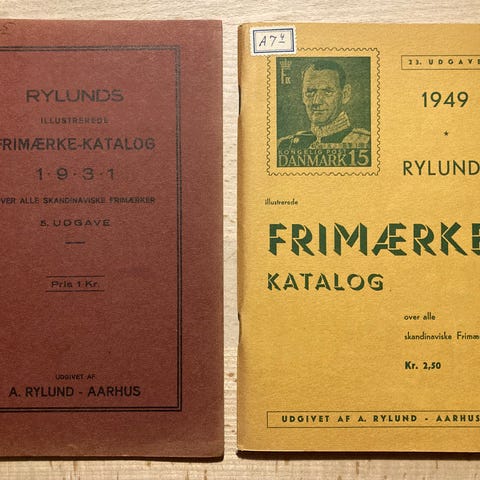 RYLUNDS
ILLUSTREREDE
FRIMÆRKE-KATALOG
1·9·3·1
OVER ALLE SKANDINAVISKE FRIMÆRKER
5. UDGAVE
Pris 1 Kr.
UDGIVET AF
A. RYLUND - AARHUS
A74
23. UDGAVE
1949
KONGELIG POST
DANMARK 15
RYLUND
illustrerede
FRIMÆRKE
KATALOG
over alle
skandinaviske Frimæ
Kr. 2,50
UDGIVET AF A. RYLUND - AARHUS